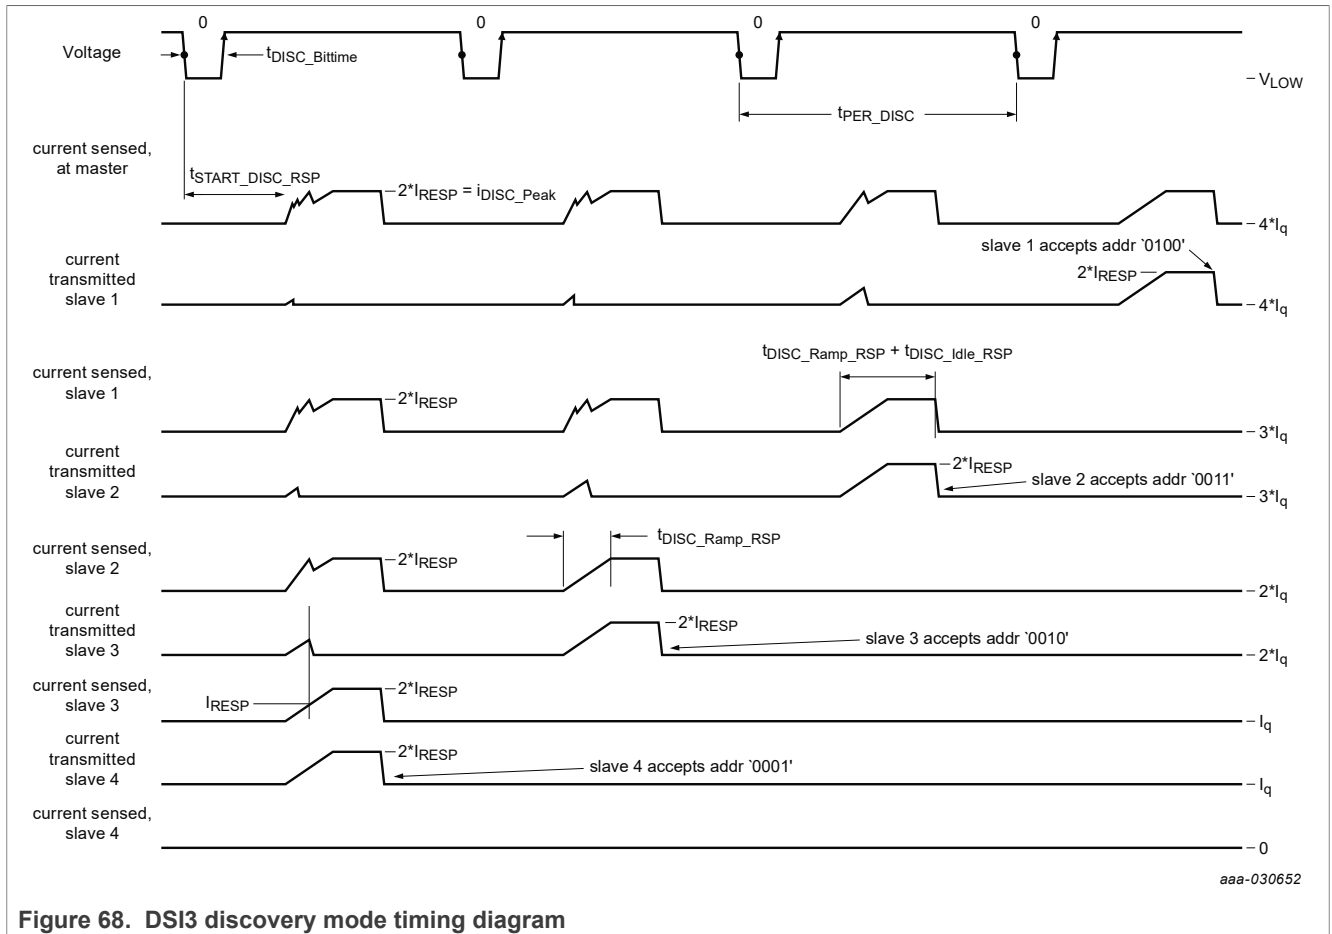 0 0 0 0
Voltage
tDISC_Bittime
VLOW
tPER_DISC
current sensed,
at master
tSTART_DISC_RSP
2*IRESP = iDISC_Peak
4*Iq
slave 1 accepts addr `0100'
current
transmitted
slave 1
2*IRESP
4*Iq
tDISC_Ramp_RSP + tDISC_Idle_RSP
current sensed,
slave 1
2*IRESP
3*Iq
current
transmitted
slave 2
2*IRESP
slave 2 accepts addr `0011'
3*Iq
tDISC_Ramp_RSP
current sensed,
slave 2
2*IRESP
2*Iq
current
transmitted
slave 3
2*IRESP
slave 3 accepts addr `0010'
2*Iq
current sensed,
slave 3
IRESP
2*IRESP
Iq
current
transmitted
slave 4
2*IRESP
slave 4 accepts addr `0001'
Iq
current sensed,
slave 4
0
aaa-030652
Figure 68. DSI3 discovery mode timing diagram